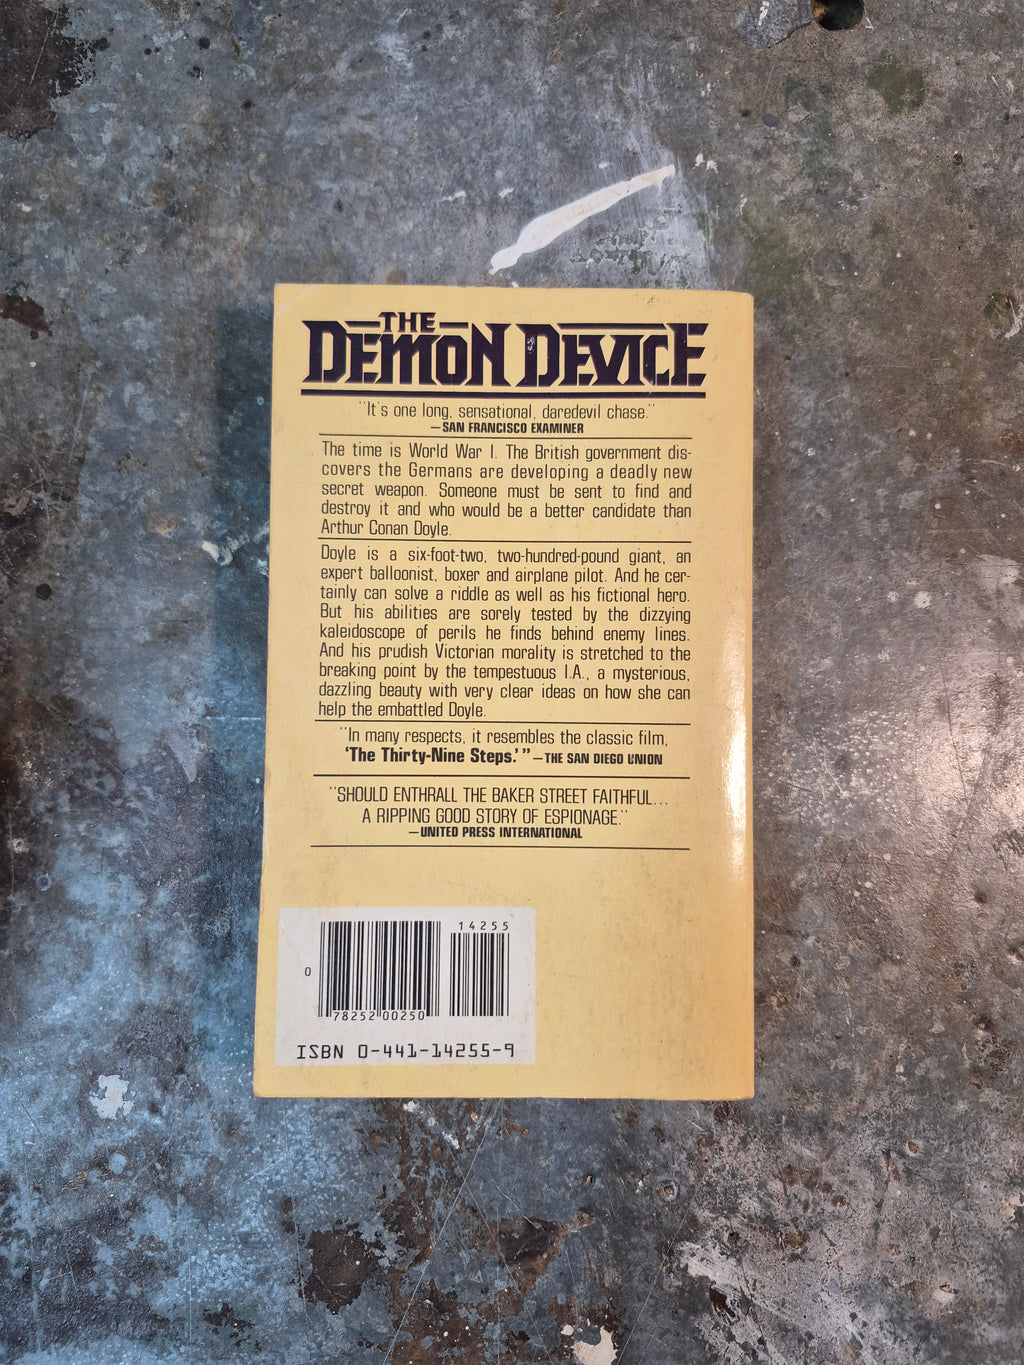 THE
DEMON DEVICE
"It's one long, sensational, daredevil chase."
—SAN FRANCISCO EXAMINER
The time is World War I. The British government dis-
covers the Germans are developing a deadly new
secret weapon. Someone must be sent to find and
destroy it and who would be a better candidate than
Arthur Conan Doyle.
Doyle is a six-foot-two, two-hundred-pound giant, an
expert balloonist, boxer and airplane pilot. And he cer-
tainly can solve a riddle as well as his fictional hero.
But his abilities are sorely tested by the dizzying
kaleidoscope of perils he finds behind enemy lines.
And his prudish Victorian morality is stretched to the
breaking point by the tempestuous I.A., a mysterious,
dazzling beauty with very clear ideas on how she can
help the embattled Doyle.
"In many respects, it resembles the classic film,
'The Thirty-Nine Steps.'" —THE SAN DIEGO UNION
"SHOULD ENTHRALL THE BAKER STREET FAITHFUL...
A RIPPING GOOD STORY OF ESPIONAGE."
—UNITED PRESS INTERNATIONAL
14255
0
78252 00250
ISBN 0-441-14255-9